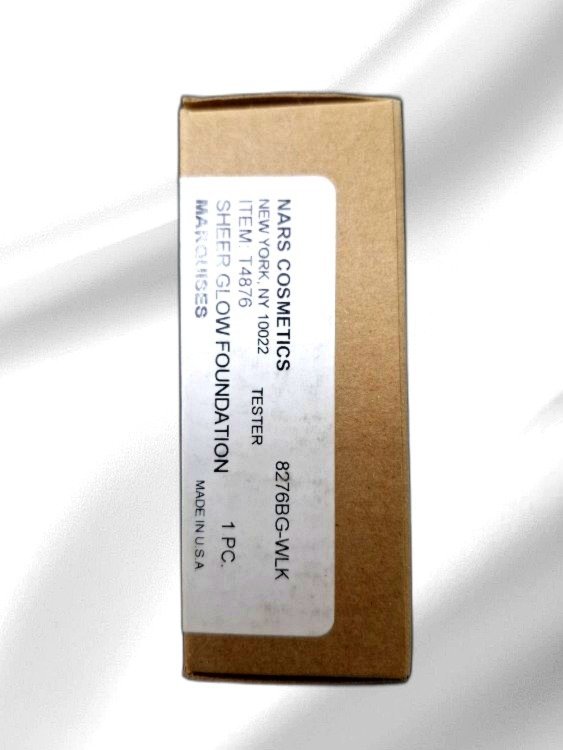 NARS COSMETICS 8276BG-WLK
NEW YORK, NY 10022 TESTER
ITEM. T4876
SHEER GLOW FOUNDATION 1 PC.
MARQUISES MADE IN U.S.A